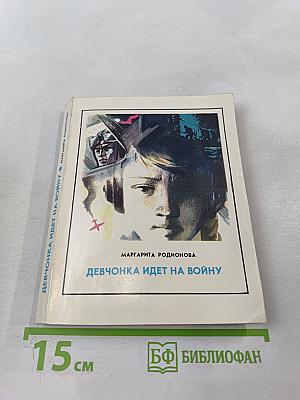 МАРГАРИТА РОДИОНОВА
ДЕВЧОНКА ИДЕТ НА ВОЙНУ
ДЕВЧОНКА ИДЕТ НА ВОЙНУ
15 см
БФ БИБЛИОФАН